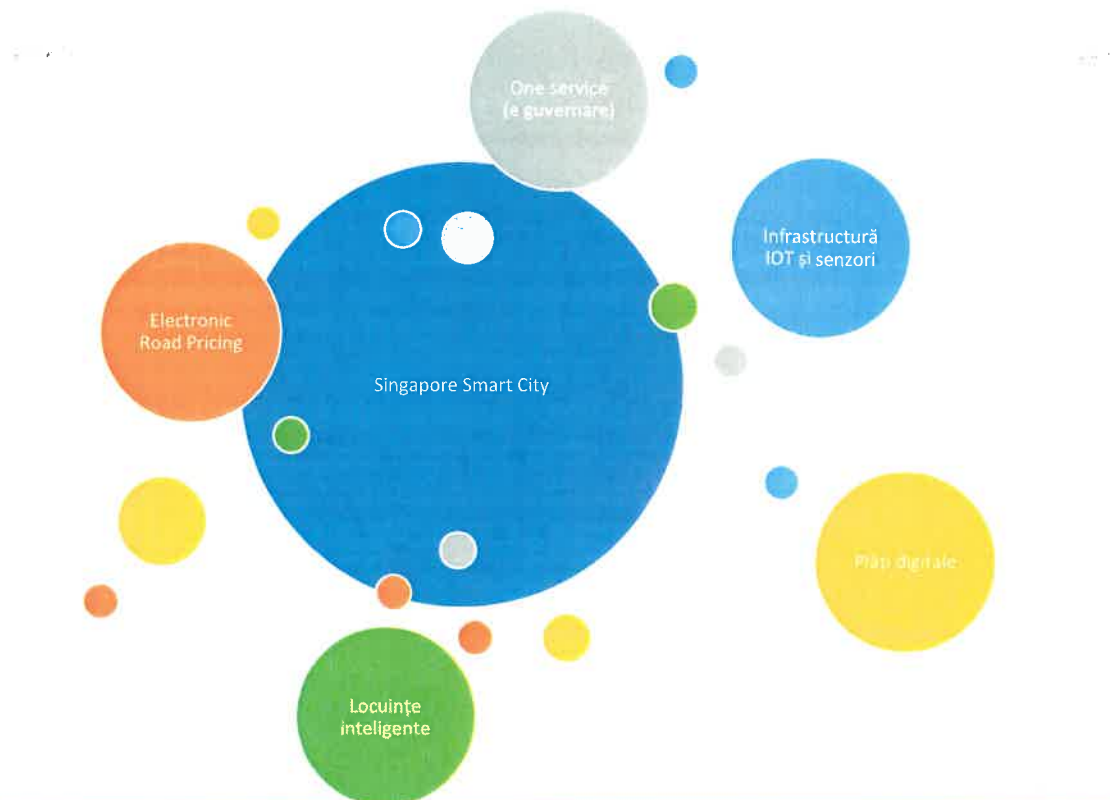 One service
(e guvernare)
Infrastructură
IOT și senzori
Electronic
Road Pricing
Singapore Smart City
Plăți digitale
Locuințe
inteligente